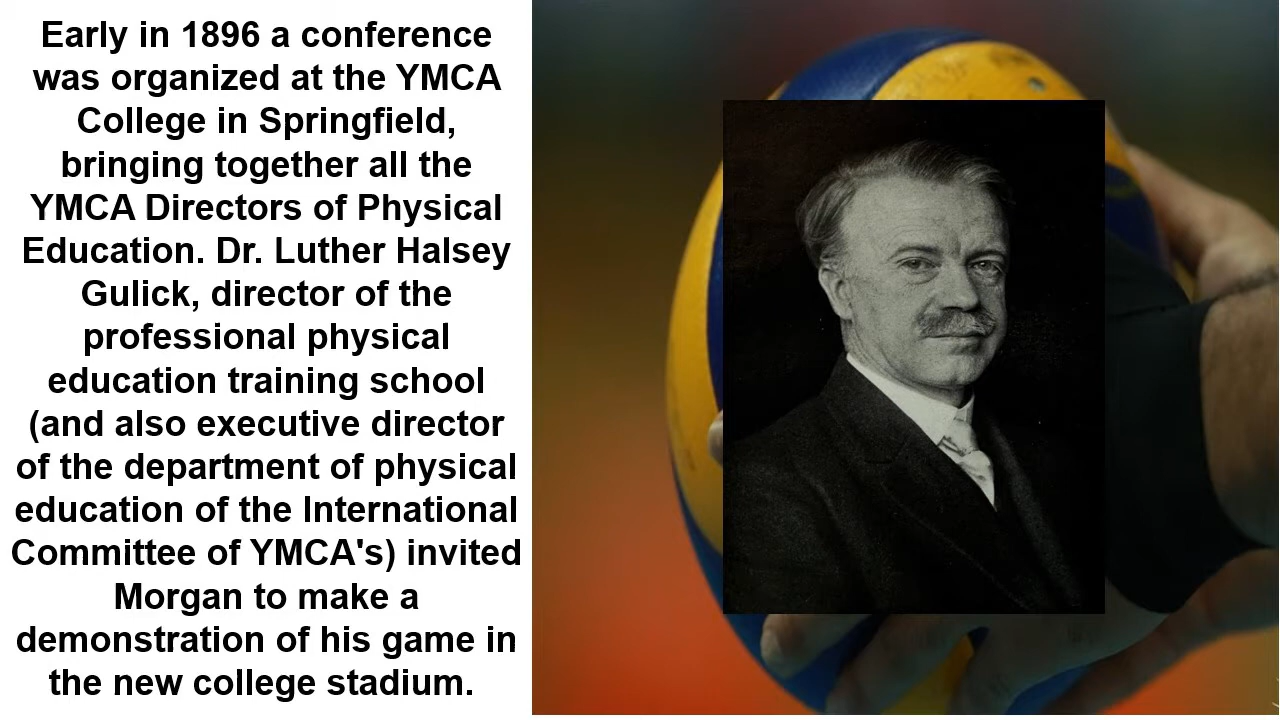 Early in 1896 a conference
was organized at the YMCA
College in Springfield,
bringing together all the
YMCA Directors of Physical
Education. Dr. Luther Halsey
Gulick, director of the
professional physical
education training school
(and also executive director
of the department of physical
education of the International
Committee of YMCA's) invited
Morgan to make a
demonstration of his game in
the new college stadium.